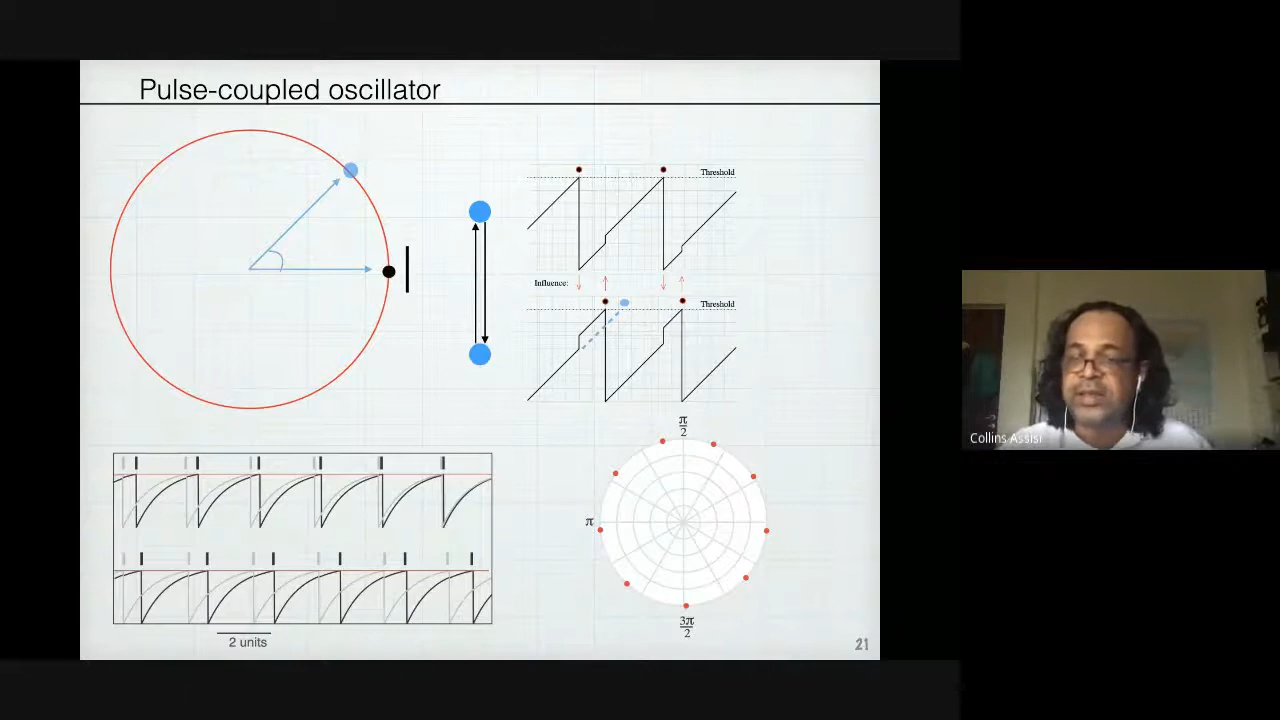 Pulse-coupled oscillator
Threshold
Influence:
Threshold
π
2
π
3π
2
2 units
21
Collins Assisi